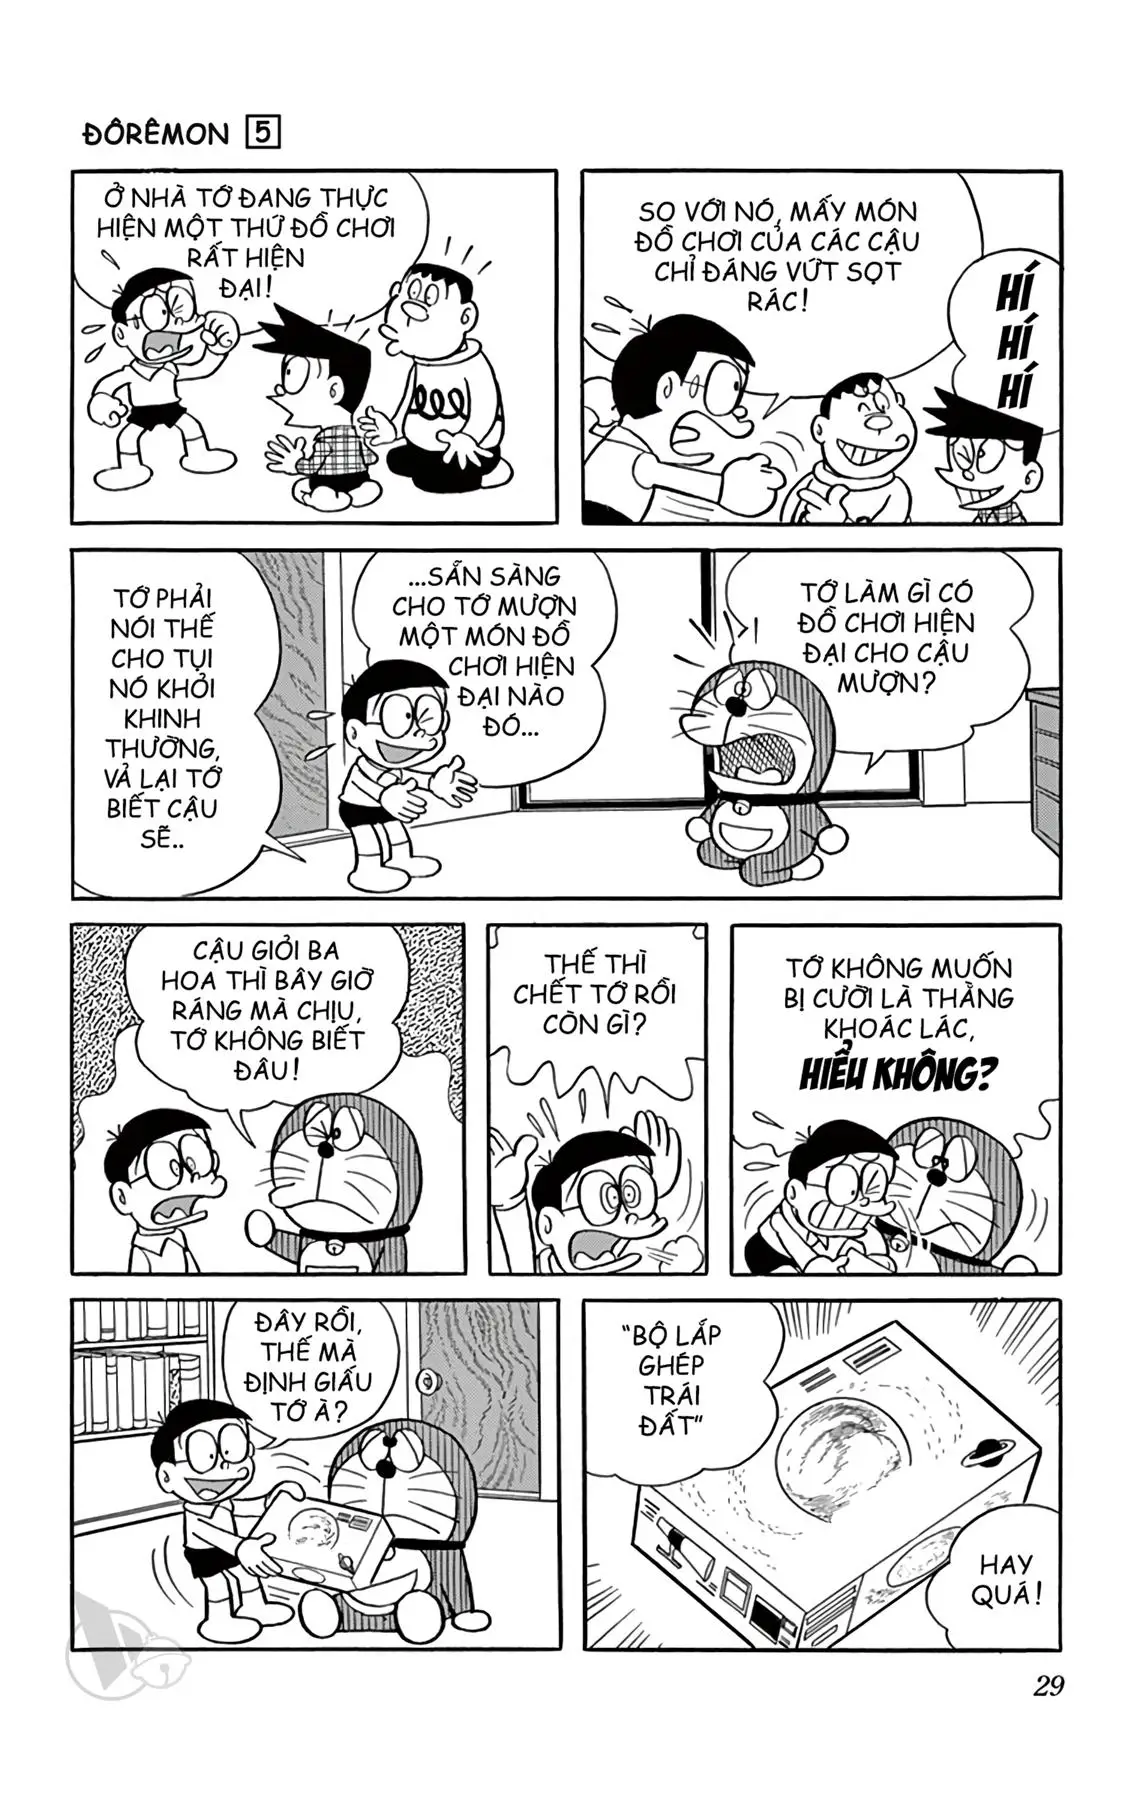 ĐÔRÊMON 5
Ở NHÀ TỚ ĐANG THỰC
HIỆN MỘT THỨ ĐỒ CHƠI
RẤT HIỆN
ĐẠI!
SO VỚI NÓ, MẤY MÓN
ĐỒ CHƠI CỦA CÁC CẬU
CHỈ ĐÁNG VỨT SỌT
RÁC!
HÍ
HÍ
HÍ
TỚ PHẢI
NÓI THẾ
CHO TỤI
NÓ KHỎI
KHINH
THƯỜNG,
VẢ LẠI TỚ
BIẾT CẬU
SẼ..
...SẴN SÀNG
CHO TỚ MƯỢN
MỘT MÓN ĐỒ
CHƠI HIỆN
ĐẠI NÀO
ĐÓ...
TỚ LÀM GÌ CÓ
ĐỒ CHƠI HIỆN
ĐẠI CHO CẬU
MƯỢN?
CẬU GIỎI BA
HOA THÌ BÂY GIỜ
RÁNG MÀ CHỊU,
TỚ KHÔNG BIẾT
ĐÂU!
THẾ THÌ
CHẾT TỚ RỒI
CÒN GÌ?
TỚ KHÔNG MUỐN
BỊ CƯỜI LÀ THẰNG
KHOÁC LÁC,
HIỂU KHÔNG?
ĐÂY RỒI,
THẾ MÀ
ĐỊNH GIẤU
TỚ À?
"BỘ LẮP
GHÉP
TRÁI
ĐẤT"
HAY
QUÁ!
29